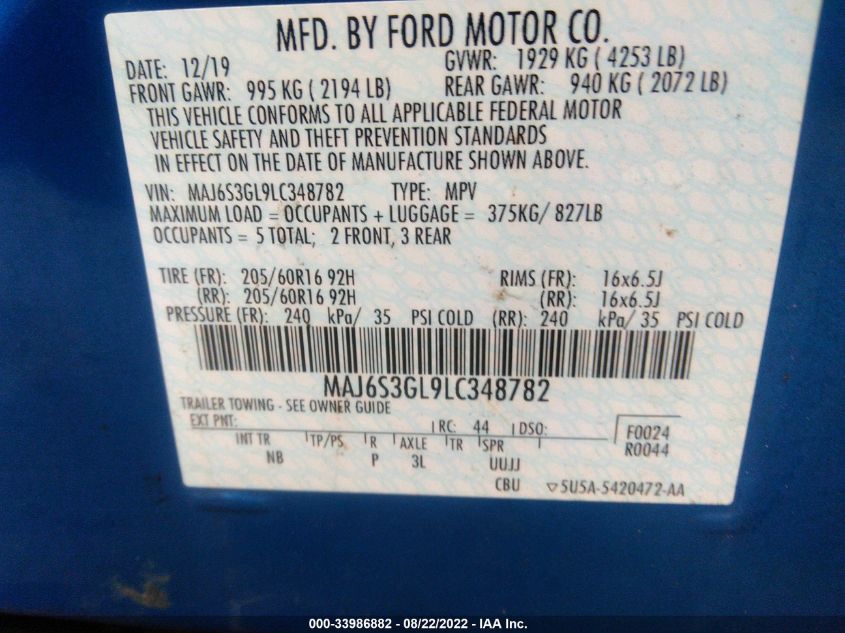 MFD. BY FORD MOTOR CO.
DATE: 12/19 GVWR: 1929 KG ( 4253 LB)
FRONT GAWR: 995 KG ( 2194 LB) REAR GAWR: 940 KG ( 2072 LB)
THIS VEHICLE CONFORMS TO ALL APPLICABLE FEDERAL MOTOR
VEHICLE SAFETY AND THEFT PREVENTION STANDARDS
IN EFFECT ON THE DATE OF MANUFACTURE SHOWN ABOVE.
VIN: MAJ6S3GL9LC348782 TYPE: MPV
MAXIMUM LOAD = OCCUPANTS + LUGGAGE = 375KG/ 827LB
OCCUPANTS = 5 TOTAL; 2 FRONT, 3 REAR
TIRE (FR): 205/60R16 92H RIMS (FR): 16x6.5J
(RR): 205/60R16 92H (RR): 16x6.5J
PRESSURE (FR): 240 kPa/ 35 PSI COLD (RR): 240 kPa/ 35 PSI COLD
MAJ6S3GL9LC348782
TRAILER TOWING - SEE OWNER GUIDE
EXT PNT: RC: 44 DSO: F0024
INT TR TP/PS R AXLE TR SPR R0044
NB P 3L UUJJ
CBU ▽5U5A-5420472-AA
000-33986882 - 08/22/2022 - IAA Inc.